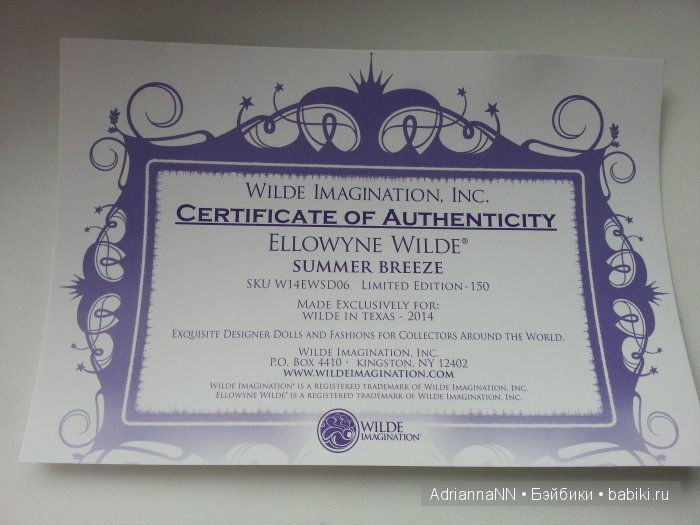 WILDE IMAGINATION, INC.
CERTIFICATE OF AUTHENTICITY
ELLOWYNE WILDE®
SUMMER BREEZE
SKU W14EWSD06 LIMITED EDITION-150
MADE EXCLUSIVELY FOR:
WILDE IN TEXAS - 2014
EXQUISITE DESIGNER DOLLS AND FASHIONS FOR COLLECTORS AROUND THE WORLD.
WILDE IMAGINATION, INC.
P.O. BOX 4410 · KINGSTON, NY 12402
WWW.WILDEIMAGINATION.COM
WILDE IMAGINATION® IS A REGISTERED TRADEMARK OF WILDE IMAGINATION, INC.
ELLOWYNE WILDE® IS A REGISTERED TRADEMARK OF WILDE IMAGINATION, INC.
WILDE
IMAGINATION®
AdriannaNN • Бэйбики • babiki.ru